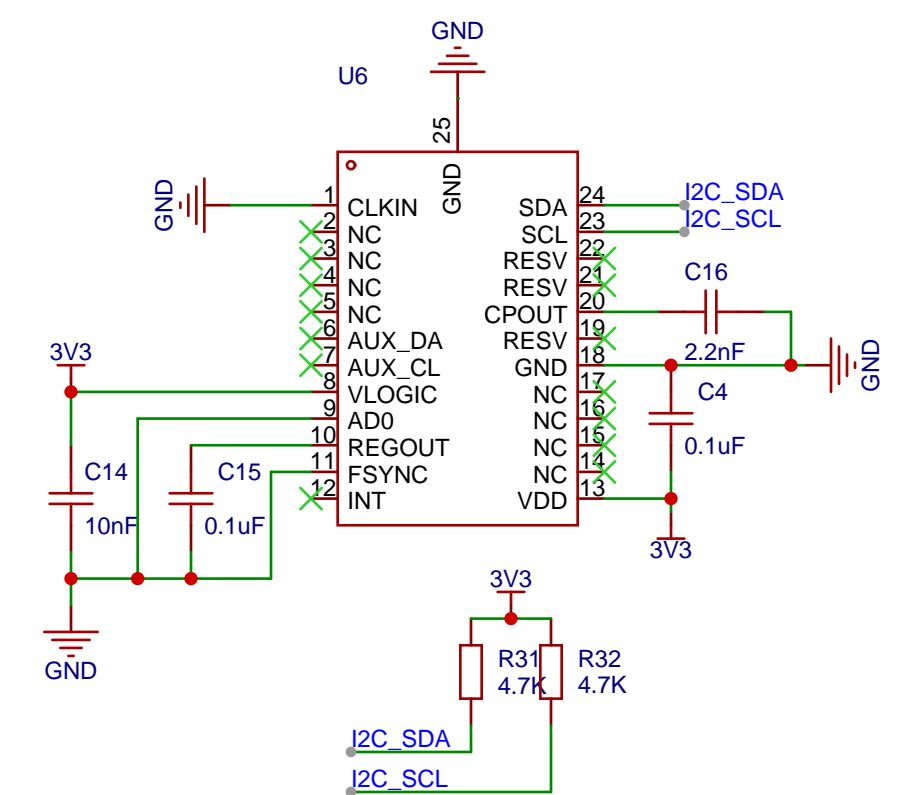 GND
U6
25
GND
GND
1
CLKIN
2
NC
3
NC
4
NC
5
NC
6
AUX_DA
7
AUX_CL
8
VLOGIC
9
AD0
10
REGOUT
11
FSYNC
12
INT
24
SDA
I2C_SDA
23
SCL
I2C_SCL
22
RESV
21
RESV
20
CPOUT
19
RESV
18
GND
17
NC
16
NC
15
NC
14
NC
13
VDD
C16
2.2nF
GND
C4
0.1uF
3V3
3V3
C14
10nF
C15
0.1uF
GND
3V3
R31
4.7K
R32
4.7K
I2C_SDA
I2C_SCL